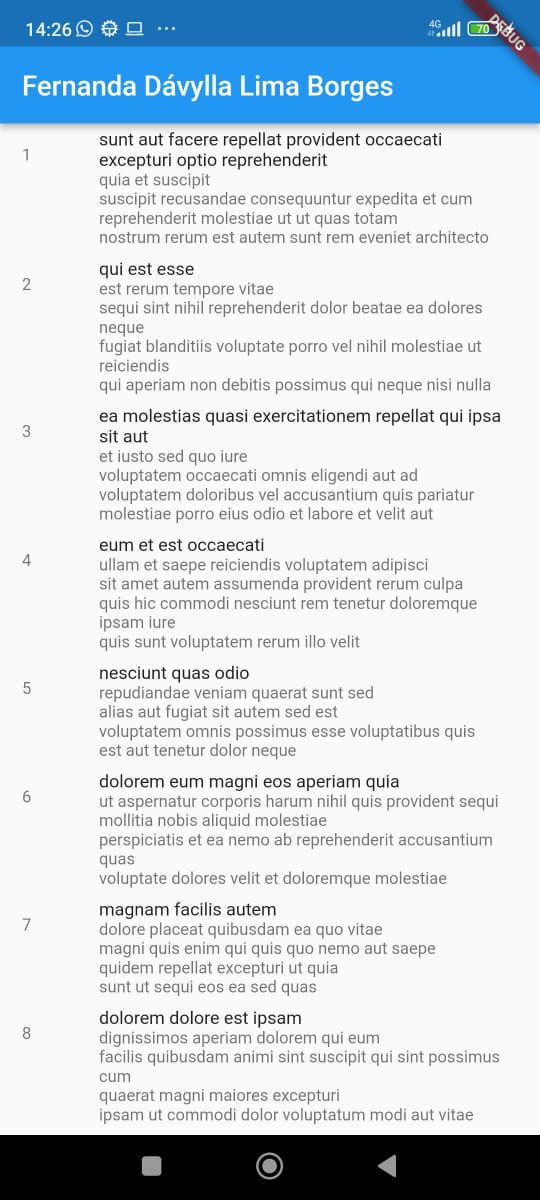 14:26
4G
70
DEBUG
Fernanda Dávylla Lima Borges
1
sunt aut facere repellat provident occaecati
excepturi optio reprehenderit
quia et suscipit
suscipit recusandae consequuntur expedita et cum
reprehenderit molestiae ut ut quas totam
nostrum rerum est autem sunt rem eveniet architecto
2
qui est esse
est rerum tempore vitae
sequi sint nihil reprehenderit dolor beatae ea dolores
neque
fugiat blanditiis voluptate porro vel nihil molestiae ut
reiciendis
qui aperiam non debitis possimus qui neque nisi nulla
3
ea molestias quasi exercitationem repellat qui ipsa
sit aut
et iusto sed quo iure
voluptatem occaecati omnis eligendi aut ad
voluptatem doloribus vel accusantium quis pariatur
molestiae porro eius odio et labore et velit aut
4
eum et est occaecati
ullam et saepe reiciendis voluptatem adipisci
sit amet autem assumenda provident rerum culpa
quis hic commodi nesciunt rem tenetur doloremque
ipsam iure
quis sunt voluptatem rerum illo velit
5
nesciunt quas odio
repudiandae veniam quaerat sunt sed
alias aut fugiat sit autem sed est
voluptatem omnis possimus esse voluptatibus quis
est aut tenetur dolor neque
6
dolorem eum magni eos aperiam quia
ut aspernatur corporis harum nihil quis provident sequi
mollitia nobis aliquid molestiae
perspiciatis et ea nemo ab reprehenderit accusantium
quas
voluptate dolores velit et doloremque molestiae
7
magnam facilis autem
dolore placeat quibusdam ea quo vitae
magni quis enim qui quis quo nemo aut saepe
quidem repellat excepturi ut quia
sunt ut sequi eos ea sed quas
8
dolorem dolore est ipsam
dignissimos aperiam dolorem qui eum
facilis quibusdam animi sint suscipit qui sint possimus
cum
quaerat magni maiores excepturi
ipsam ut commodi dolor voluptatum modi aut vitae